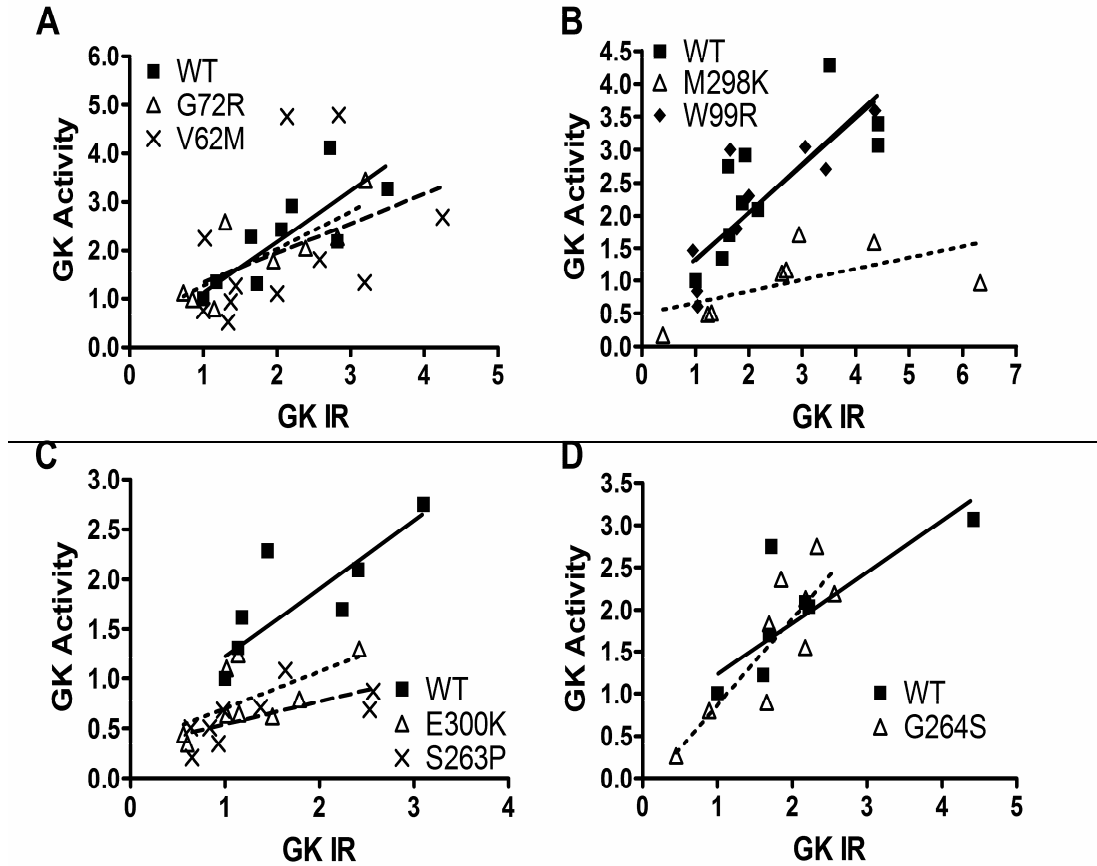 A
6.0
5.0
4.0
3.0
2.0
1.0
0.0
GK Activity
WT
G72R
V62M
0 1 2 3 4 5
GK IR
B
4.5
4.0
3.5
3.0
2.5
2.0
1.5
1.0
0.5
0.0
GK Activity
WT
M298K
W99R
0 1 2 3 4 5 6 7
GK IR
C
3.0
2.5
2.0
1.5
1.0
0.5
0.0
GK Activity
WT
E300K
S263P
0 1 2 3 4
GK IR
D
3.5
3.0
2.5
2.0
1.5
1.0
0.5
0.0
GK Activity
WT
G264S
0 1 2 3 4 5
GK IR